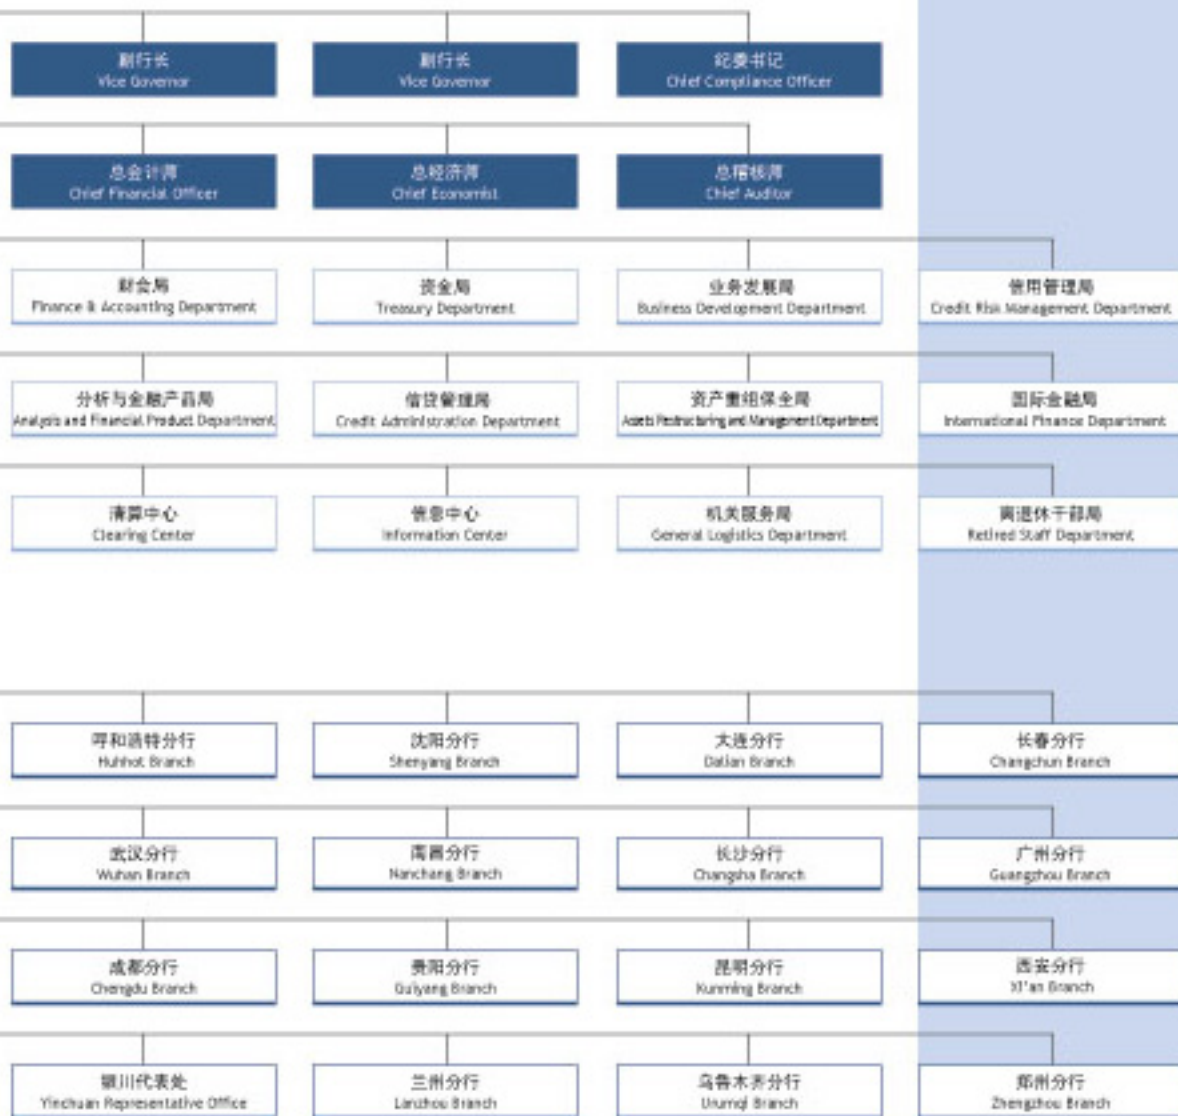 副行长
Vice Governor
副行长
Vice Governor
纪委书记
Chief Compliance Officer
总会计师
Chief Financial Officer
总经济师
Chief Economist
总稽核师
Chief Auditor
财会局
Finance & Accounting Department
资金局
Treasury Department
业务发展局
Business Development Department
信用管理局
Credit Risk Management Department
分析与金融产品局
Analysis and Financial Product Department
信贷管理局
Credit Administration Department
资产重组保全局
Assets Restructuring and Management Department
国际金融局
International Finance Department
清算中心
Clearing Center
信息中心
Information Center
机关服务局
General Logistics Department
离退休干部局
Retired Staff Department
呼和浩特分行
Huhhot Branch
沈阳分行
Shenyang Branch
大连分行
Dalian Branch
长春分行
Changchun Branch
武汉分行
Wuhan Branch
南昌分行
Nanchang Branch
长沙分行
Changsha Branch
广州分行
Guangzhou Branch
成都分行
Chengdu Branch
贵阳分行
Guiyang Branch
昆明分行
Kunming Branch
西安分行
Xi'an Branch
银川代表处
Yinchuan Representative Office
兰州分行
Lanzhou Branch
乌鲁木齐分行
Urumqi Branch
郑州分行
Zhengzhou Branch